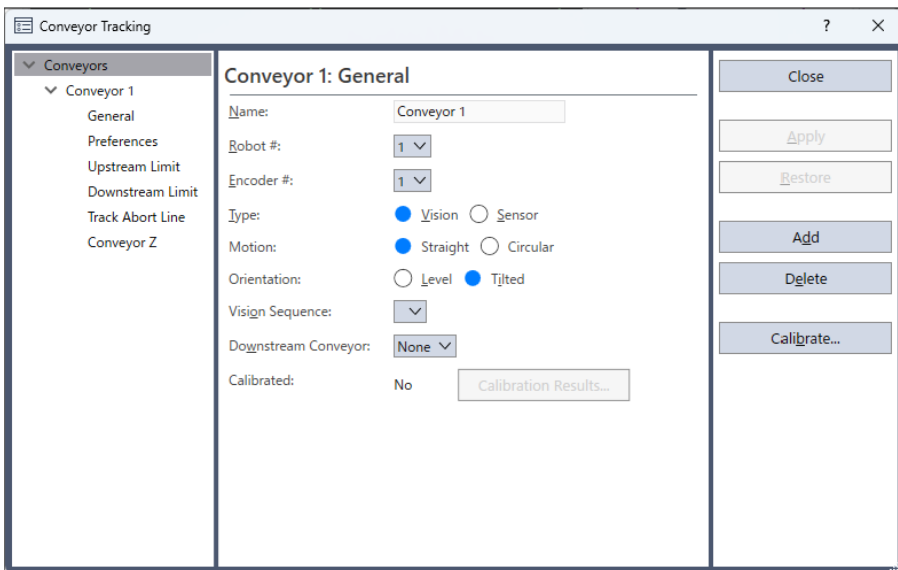 Conveyor Tracking
?
Conveyors
Conveyor 1
General
Preferences
Upstream Limit
Downstream Limit
Track Abort Line
Conveyor Z
Conveyor 1: General
Name: Conveyor 1
Robot #: 1
Encoder #: 1
Type: Vision Sensor
Motion: Straight Circular
Orientation: Level Tilted
Vision Sequence:
Downstream Conveyor: None
Calibrated: No Calibration Results...
Close
Apply
Restore
Add
Delete
Calibrate...